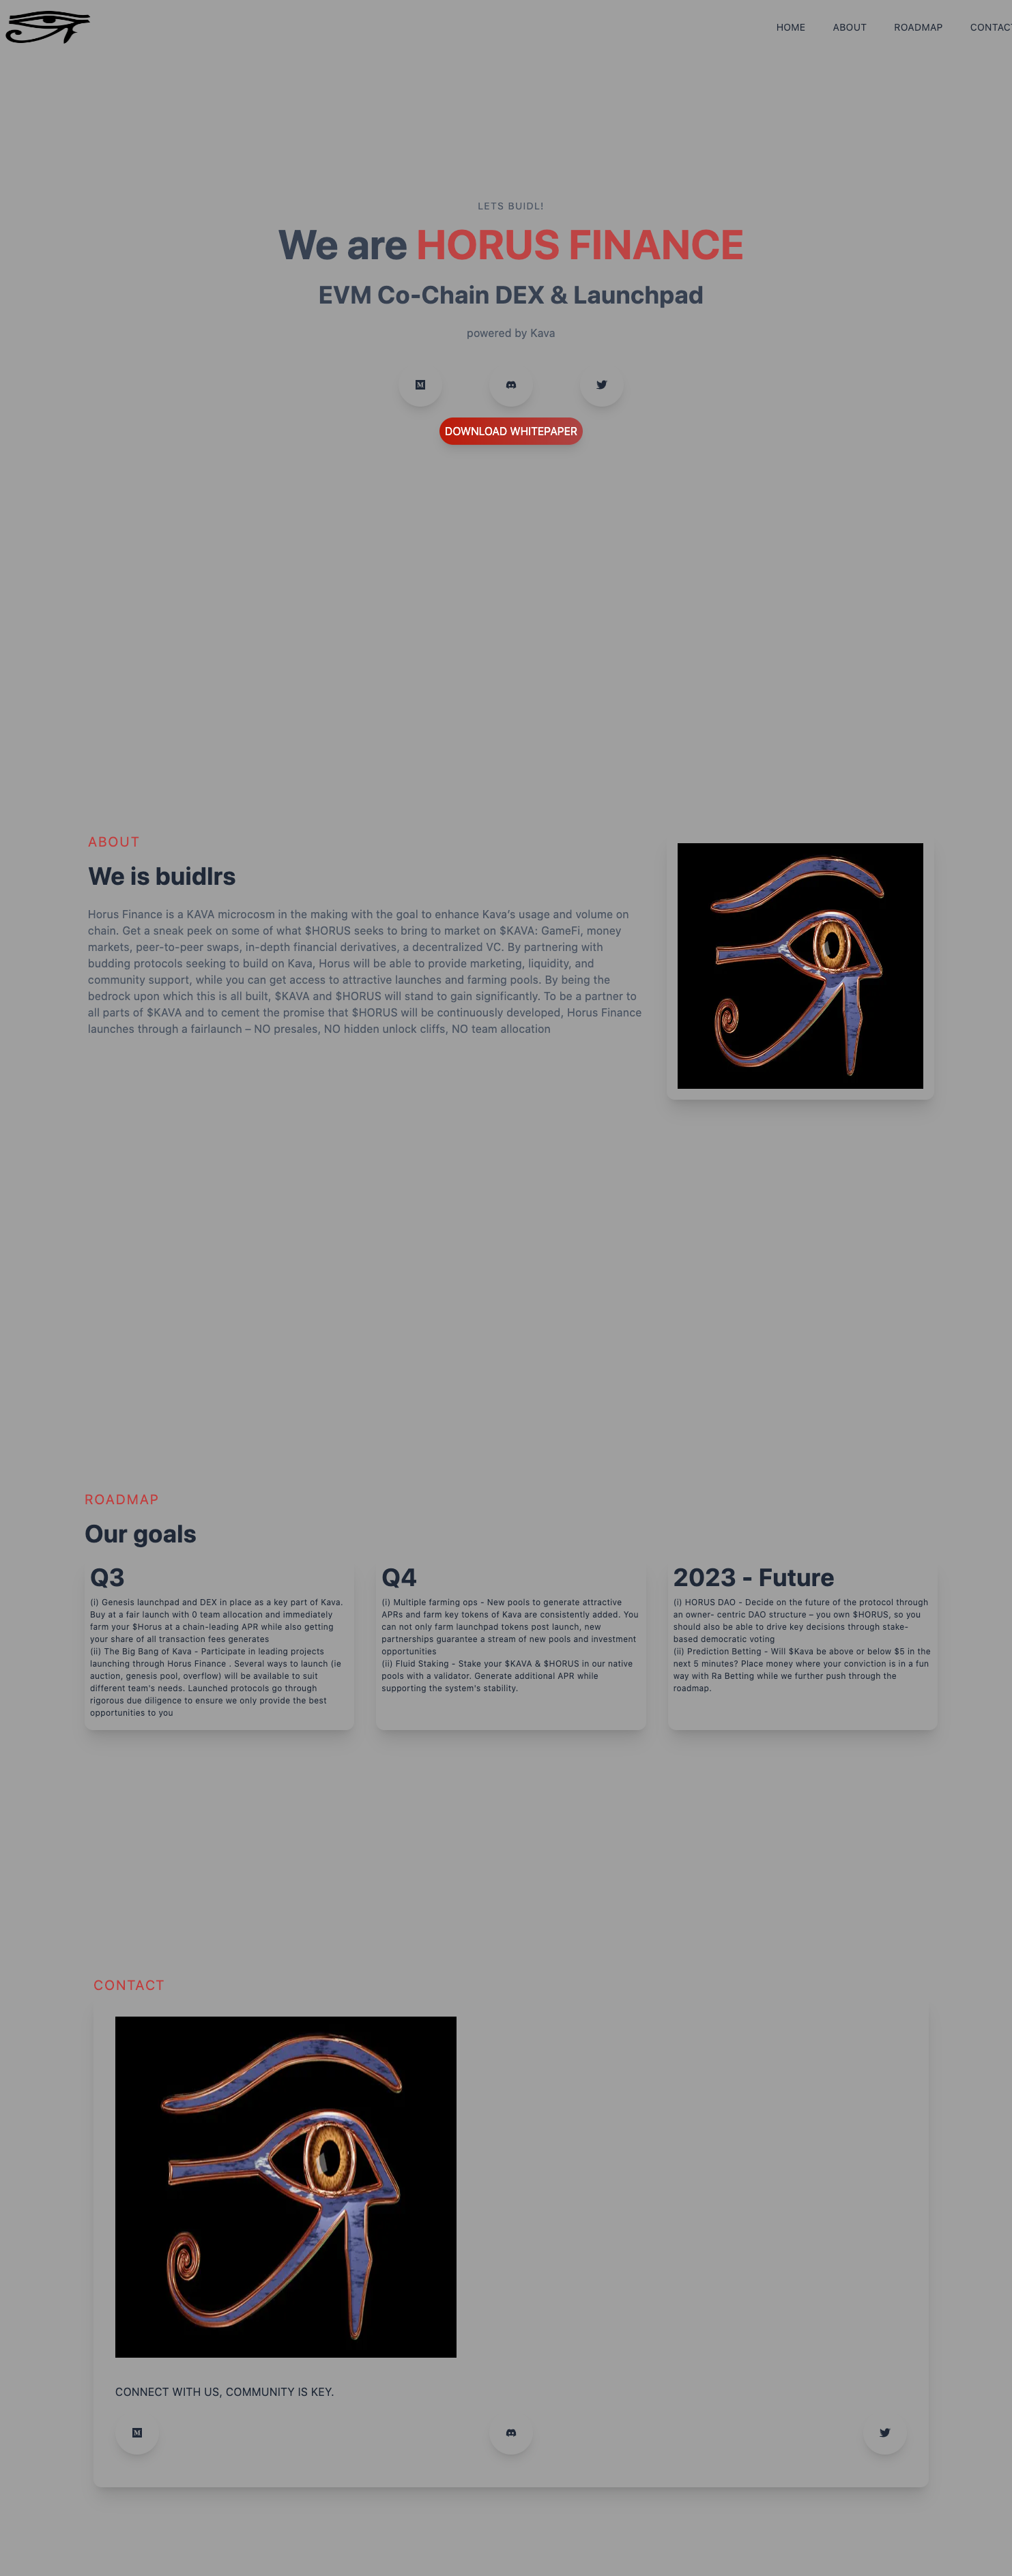 HOME ABOUT ROADMAP CONTACT
LETS BUIDL!
We are HORUS FINANCE
EVM Co-Chain DEX & Launchpad
powered by Kava
DOWNLOAD WHITEPAPER
ABOUT
We is buidlrs
Horus Finance is a KAVA microcosm in the making with the goal to enhance Kava's usage and volume on
chain. Get a sneak peek on some of what $HORUS seeks to bring to market on $KAVA: GameFi, money
markets, peer-to-peer swaps, in-depth financial derivatives, a decentralized VC. By partnering with
budding protocols seeking to build on Kava, Horus will be able to provide marketing, liquidity, and
community support, while you can get access to attractive launches and farming pools. By being the
bedrock upon which this is all built, $KAVA and $HORUS will stand to gain significantly. To be a partner to
all parts of $KAVA and to cement the promise that $HORUS will be continuously developed, Horus Finance
launches through a fairlaunch – NO presales, NO hidden unlock cliffs, NO team allocation
ROADMAP
Our goals
Q3
(i) Genesis launchpad and DEX in place as a key part of Kava.
Buy at a fair launch with 0 team allocation and immediately
farm your $Horus at a chain-leading APR while also getting
your share of all transaction fees generates
(ii) The Big Bang of Kava - Participate in leading projects
launching through Horus Finance . Several ways to launch (ie
auction, genesis pool, overflow) will be available to suit
different team's needs. Launched protocols go through
rigorous due diligence to ensure we only provide the best
opportunities to you
Q4
(i) Multiple farming ops - New pools to generate attractive
APRs and farm key tokens of Kava are consistently added. You
can not only farm launchpad tokens post launch, new
partnerships guarantee a stream of new pools and investment
opportunities
(ii) Fluid Staking - Stake your $KAVA & $HORUS in our native
pools with a validator. Generate additional APR while
supporting the system's stability.
2023 - Future
(i) HORUS DAO - Decide on the future of the protocol through
an owner- centric DAO structure – you own $HORUS, so you
should also be able to drive key decisions through stake-
based democratic voting
(ii) Prediction Betting - Will $Kava be above or below $5 in the
next 5 minutes? Place money where your conviction is in a fun
way with Ra Betting while we further push through the
roadmap.
CONTACT
CONNECT WITH US, COMMUNITY IS KEY.